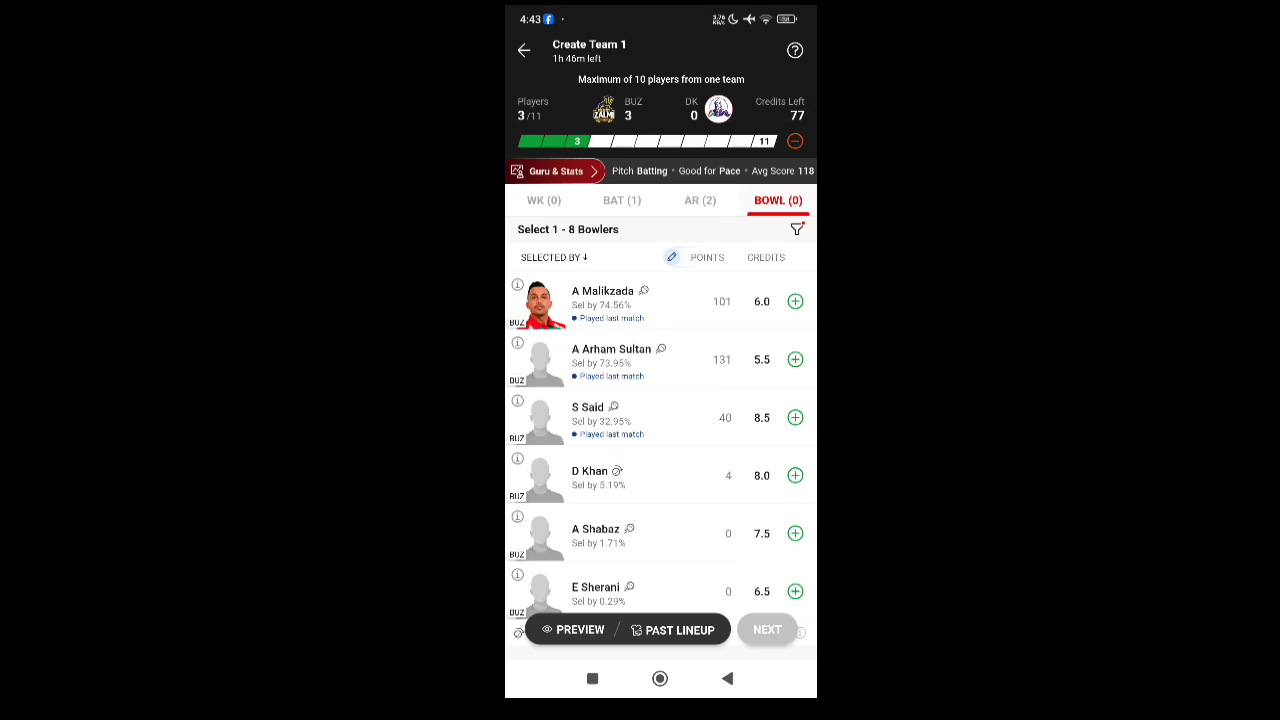 4:43
3.76 KB/S
Create Team 1
1h 46m left
Maximum of 10 players from one team
Players
3 /11
ZALMI
BUZ
3
DK
0
Credits Left
77
3
11
Guru & Stats
Pitch Batting • Good for Pace • Avg Score 118
WK (0) BAT (1) AR (2) BOWL (0)
Select 1 - 8 Bowlers
SELECTED BY ↓ POINTS CREDITS
A Malikzada
Sel by 74.56%
Played last match
BUZ
101 6.0
A Arham Sultan
Sel by 73.95%
Played last match
BUZ
131 5.5
S Said
Sel by 32.95%
Played last match
BUZ
40 8.5
D Khan
Sel by 5.19%
BUZ
4 8.0
A Shabaz
Sel by 1.71%
BUZ
0 7.5
E Sherani
Sel by 0.29%
BUZ
0 6.5
PREVIEW / PAST LINEUP
NEXT